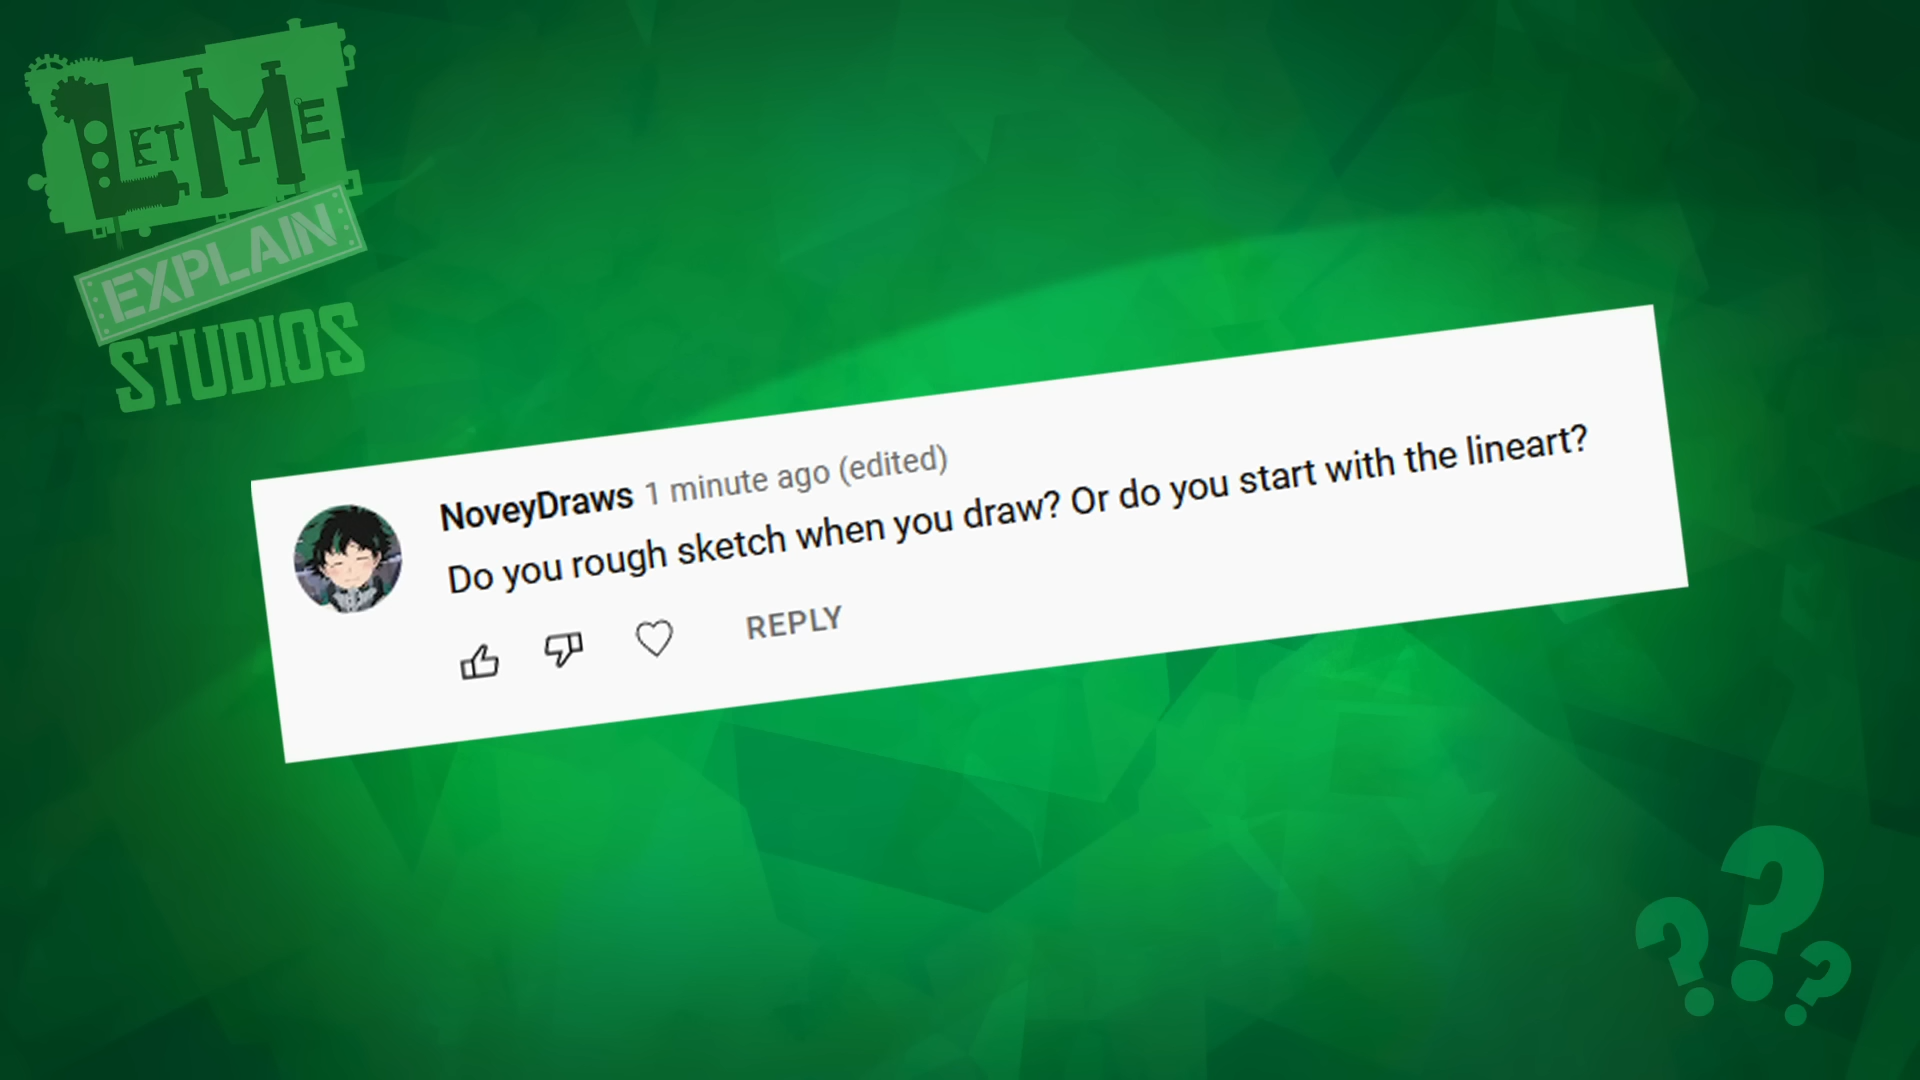 LET ME
EXPLAIN
STUDIOS
NoveyDraws 1 minute ago (edited)
Do you rough sketch when you draw? Or do you start with the lineart?
REPLY
???